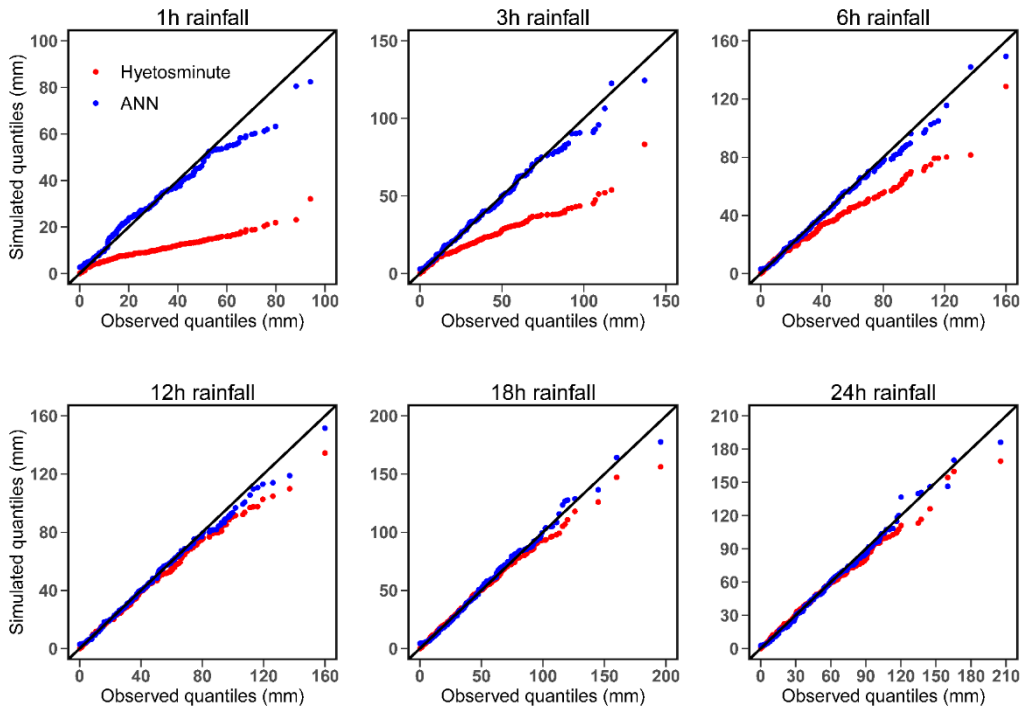 1h rainfall
3h rainfall
6h rainfall
Simulated quantiles (mm)
100
80
60
40
20
0
Hyetosminute
ANN
0 20 40 60 80 100
Observed quantiles (mm)
150
100
50
0
0 50 100 150
Observed quantiles (mm)
160
120
80
40
0
0 40 80 120 160
Observed quantiles (mm)
12h rainfall
18h rainfall
24h rainfall
Simulated quantiles (mm)
160
120
80
40
0
0 40 80 120 160
Observed quantiles (mm)
200
150
100
50
0
0 50 100 150 200
Observed quantiles (mm)
210
180
150
120
90
60
30
0
0 30 60 90 120 150 180 210
Observed quantiles (mm)